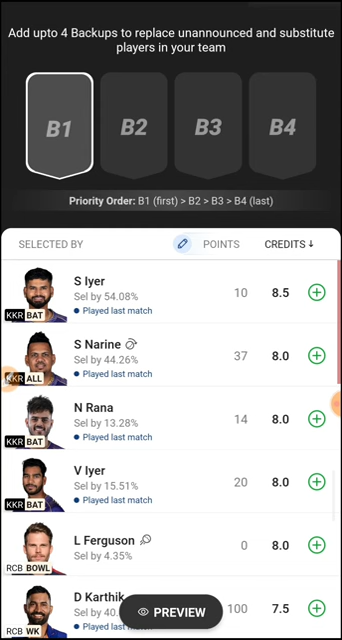 Add upto 4 Backups to replace unannounced and substitute
players in your team
B1 B2 B3 B4
Priority Order: B1 (first) > B2 > B3 > B4 (last)
SELECTED BY POINTS CREDITS ↓
S Iyer
Sel by 54.08% 10 8.5
Played last match
KKR BAT
S Narine
Sel by 44.26% 37 8.0
Played last match
KKR ALL
N Rana
Sel by 13.28% 14 8.0
Played last match
KKR BAT
V Iyer
Sel by 15.51% 20 8.0
Played last match
KKR BAT
L Ferguson
Sel by 4.35% 0 8.0
RCB BOWL
D Karthik
Sel by 40. 100 7.5
Played last
RCB WK
PREVIEW